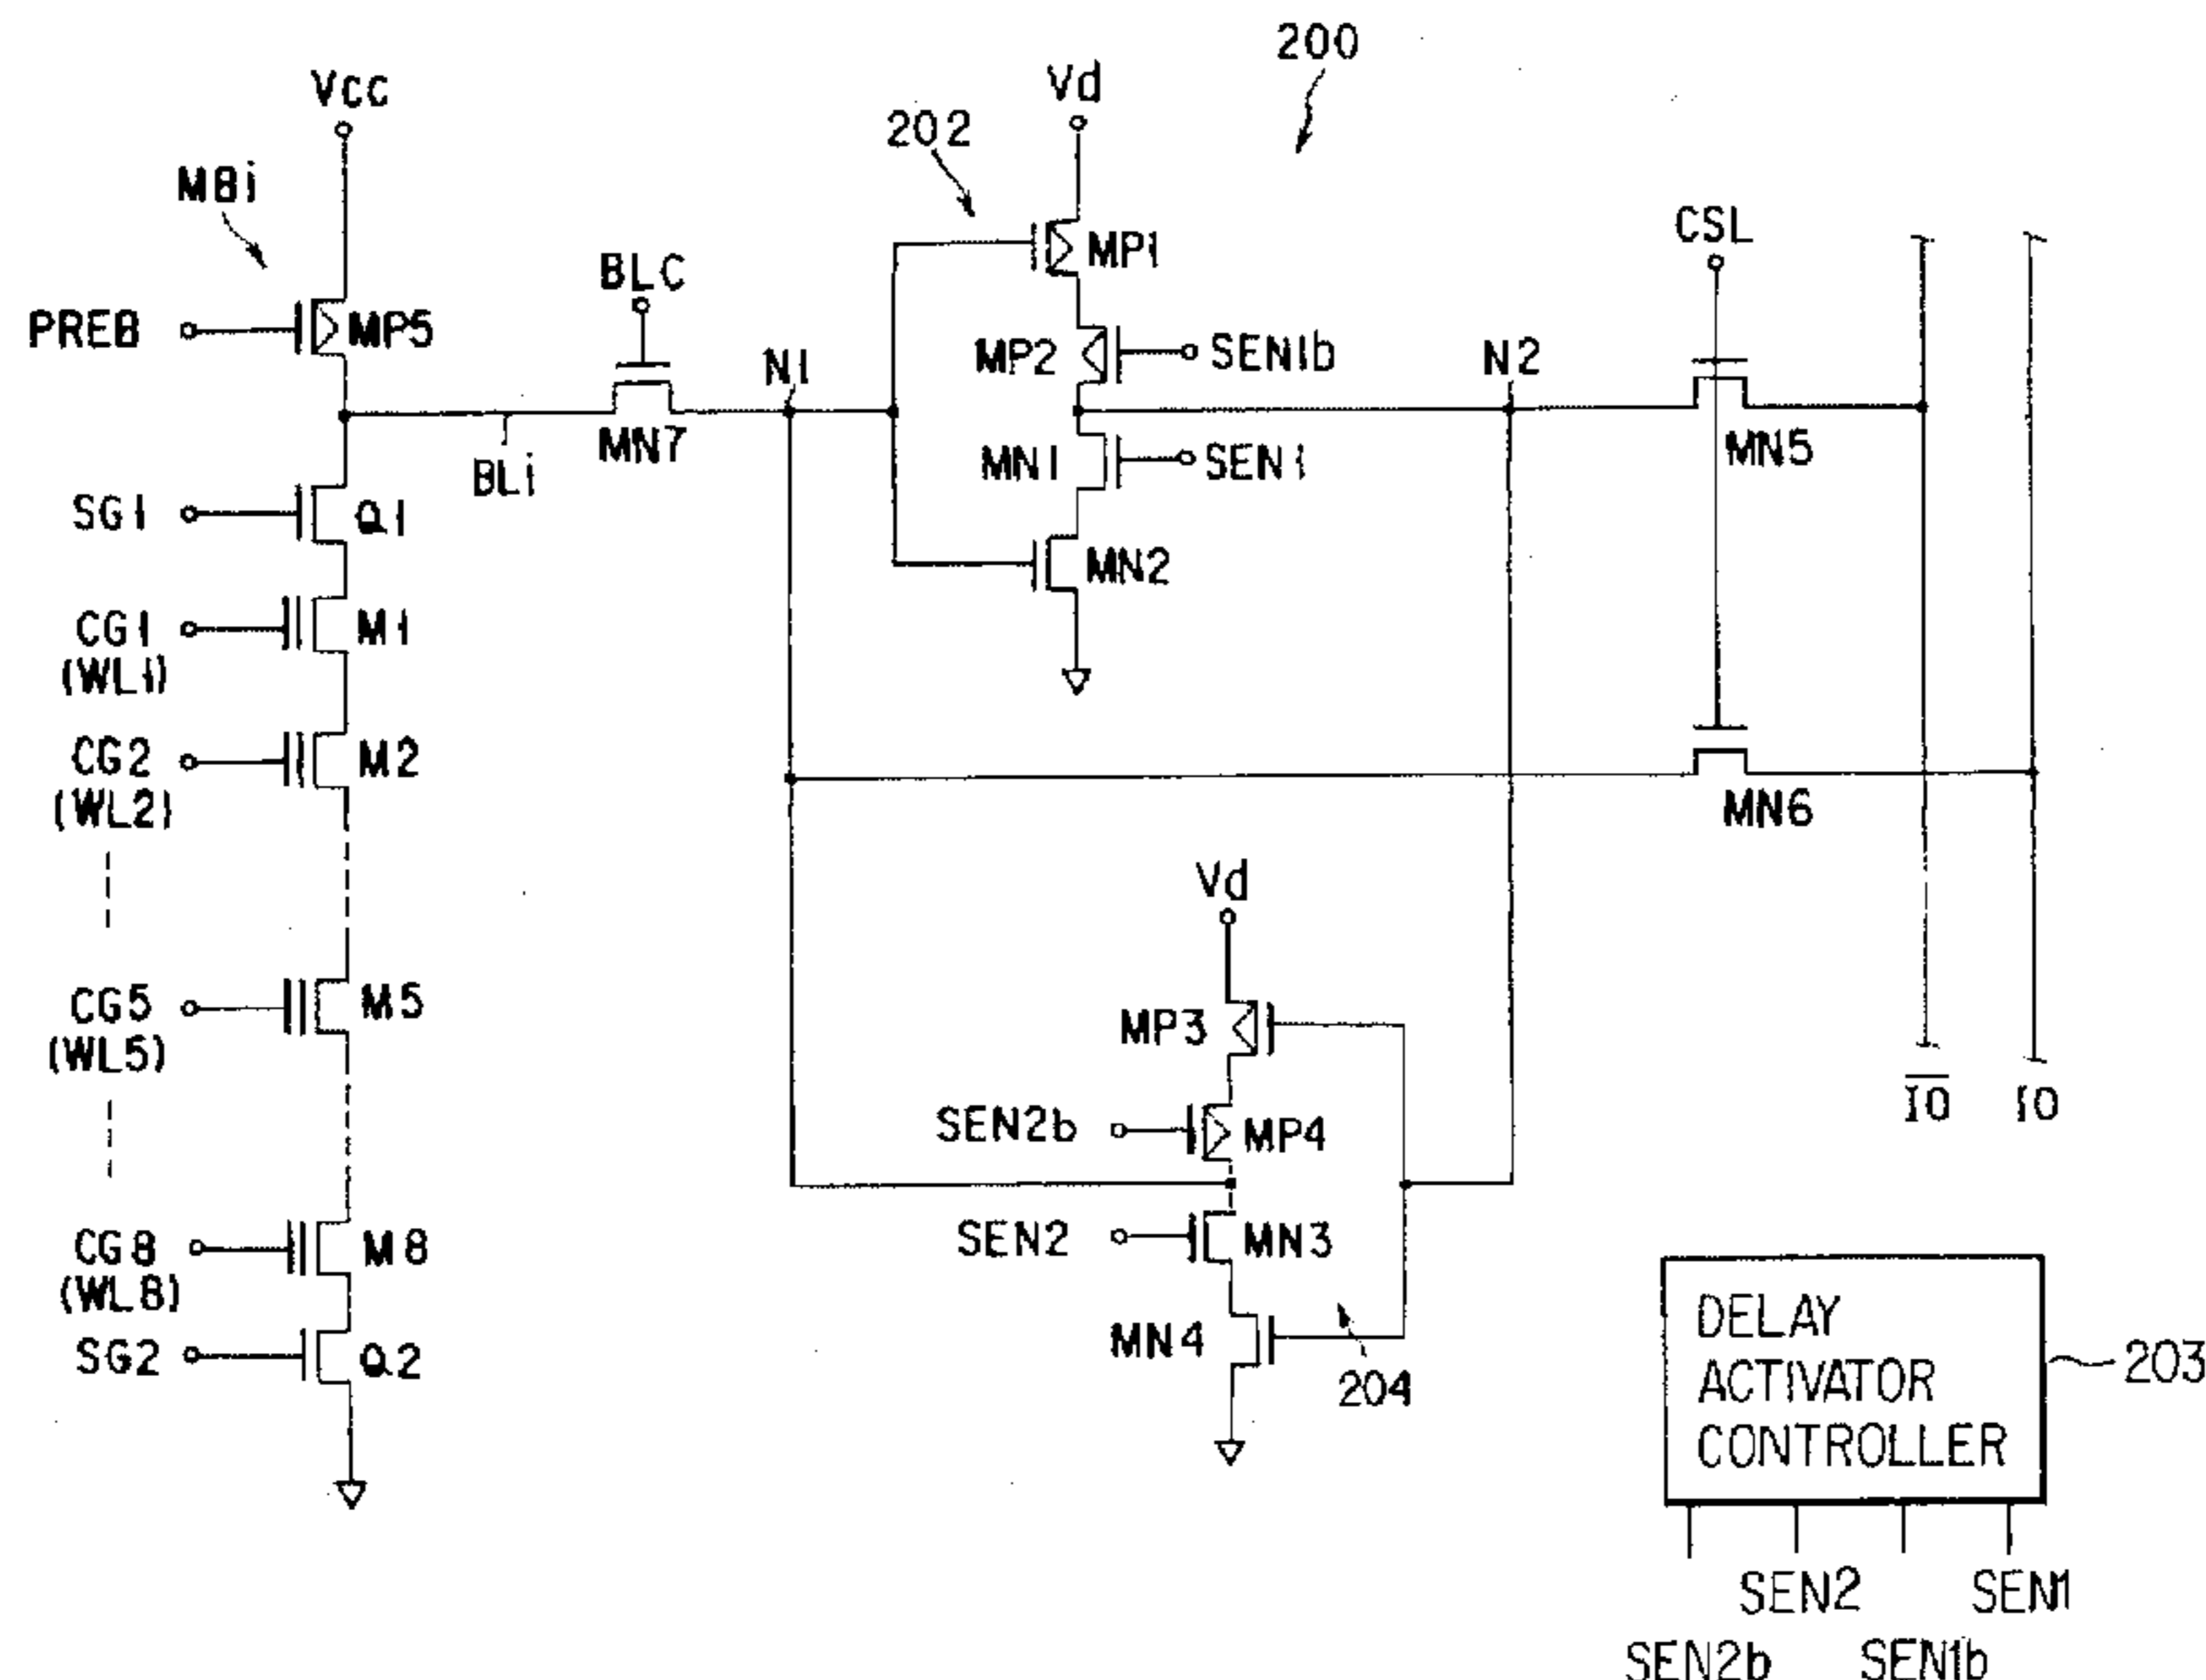 200
Vcc
Vd
202
MBi
CSL
MP1
BLC
PREB
MP5
MP2
SEN1b
N1
N2
MN7
MN1
SEN1
MN5
BLi
SG1
Q1
MN2
CG1
(WL1)
M1
CG2
(WL2)
M2
MN6
Vd
CG5
(WL5)
M5
MP3
IO
IO
SEN2b
MP4
CG8
(WL8)
M8
SEN2
MN3
SG2
Q2
MN4
204
DELAY
ACTIVATOR
CONTROLLER
203
SEN2
SEN1
SEN2b
SEN1b